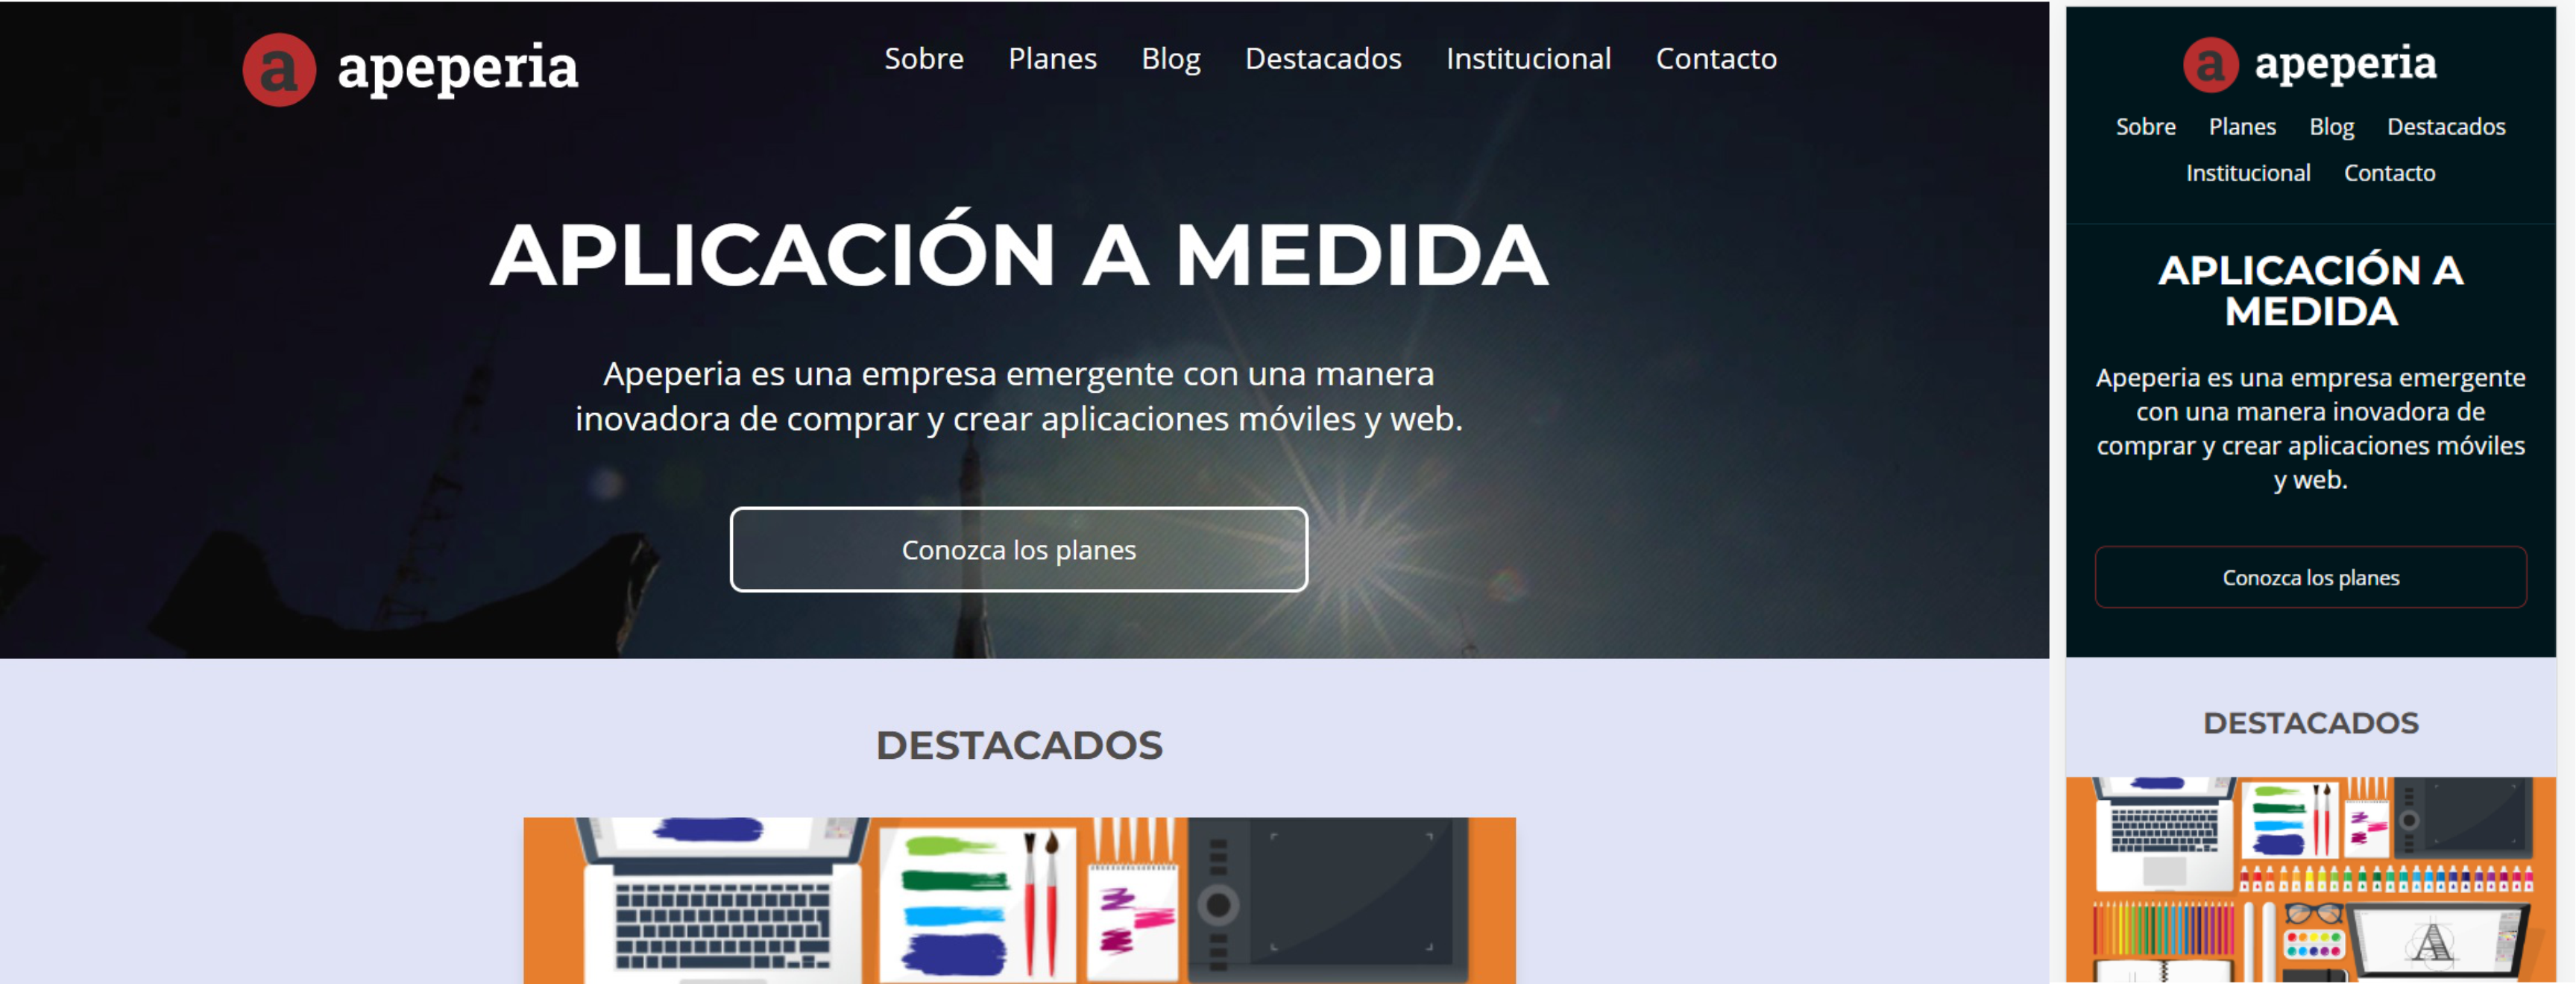 a apeperia
Sobre Planes Blog Destacados Institucional Contacto
APLICACIÓN A MEDIDA
Apeperia es una empresa emergente con una manera
inovadora de comprar y crear aplicaciones móviles y web.
Conozca los planes
DESTACADOS
a apeperia
Sobre Planes Blog Destacados
Institucional Contacto
APLICACIÓN A
MEDIDA
Apeperia es una empresa emergente
con una manera inovadora de
comprar y crear aplicaciones móviles
y web.
Conozca los planes
DESTACADOS
A